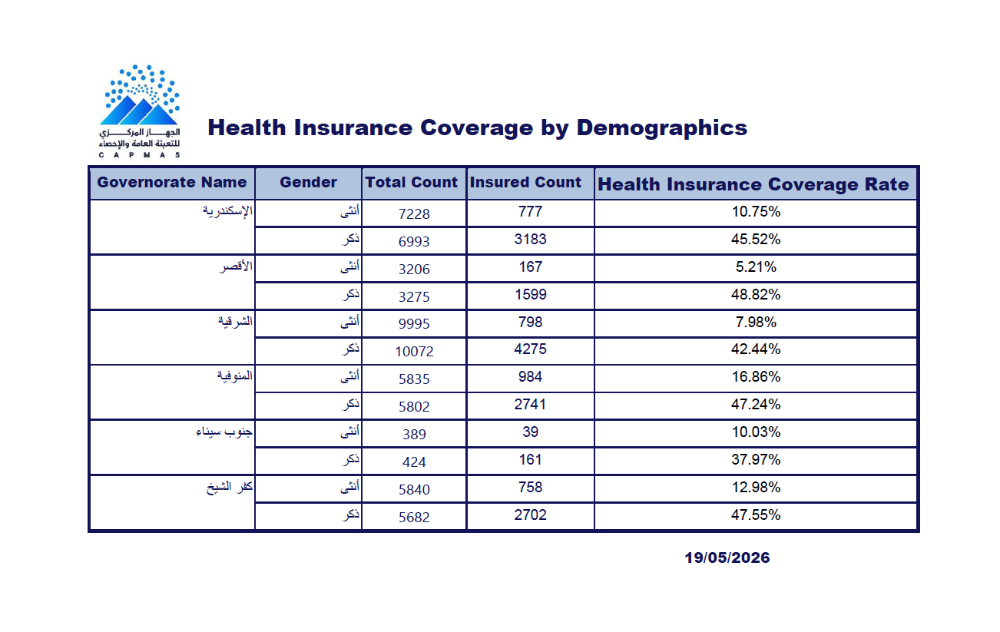 الجهاز المركزي
للتعبئة العامة والإحصاء
CAPMAS
Health Insurance Coverage by Demographics
Governorate Name Gender Total Count Insured Count Health Insurance Coverage Rate
الإسكندرية أنثى 7228 777 10.75%
ذكر 6993 3183 45.52%
الأقصر أنثى 3206 167 5.21%
ذكر 3275 1599 48.82%
الشرقية أنثى 9995 798 7.98%
ذكر 10072 4275 42.44%
المنوفية أنثى 5835 984 16.86%
ذكر 5802 2741 47.24%
جنوب سيناء أنثى 389 39 10.03%
ذكر 424 161 37.97%
كفر الشيخ أنثى 5840 758 12.98%
ذكر 5682 2702 47.55%
19/05/2026